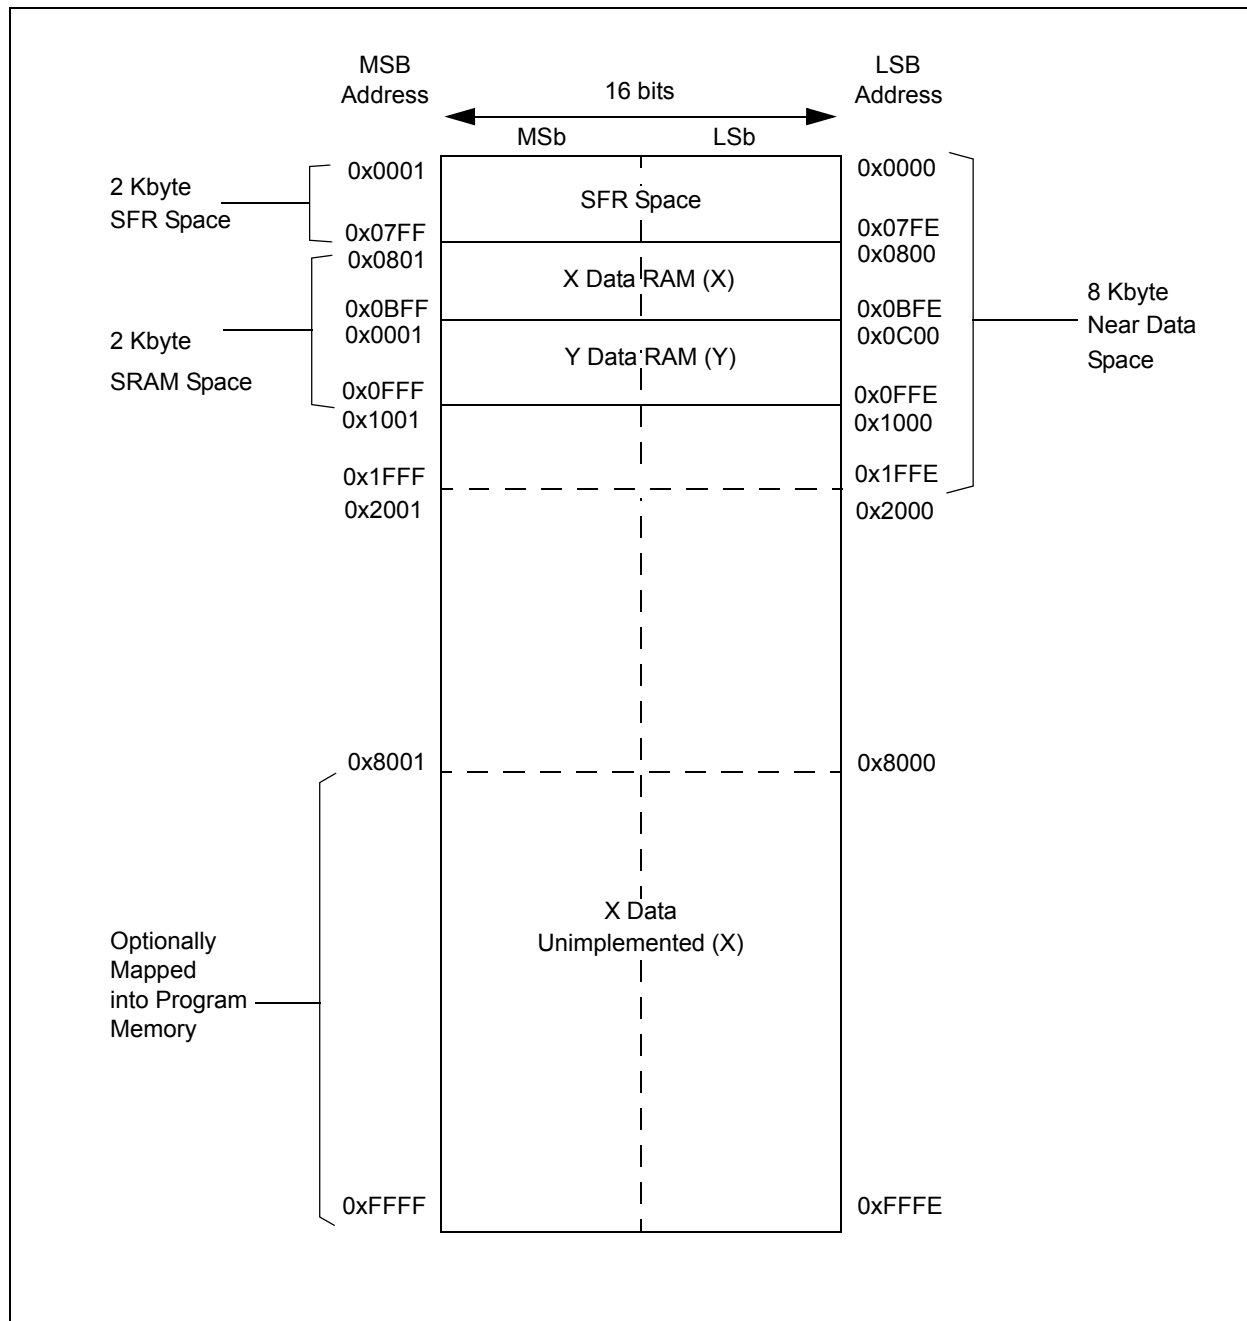 MSB
Address
LSB
Address
16 bits
MSb
LSb
0x0001
0x0000
2 Kbyte
SFR Space
SFR Space
0x07FF
0x07FE
0x0801
0x0800
X Data RAM (X)
0x0BFF
0x0BFE
0x0001
0x0C00
2 Kbyte
SRAM Space
Y Data RAM (Y)
8 Kbyte
Near Data
Space
0x0FFF
0x0FFE
0x1001
0x1000
0x1FFF
0x1FFE
0x2001
0x2000
0x8001
0x8000
X Data
Unimplemented (X)
Optionally
Mapped
into Program
Memory
0xFFFF
0xFFFE